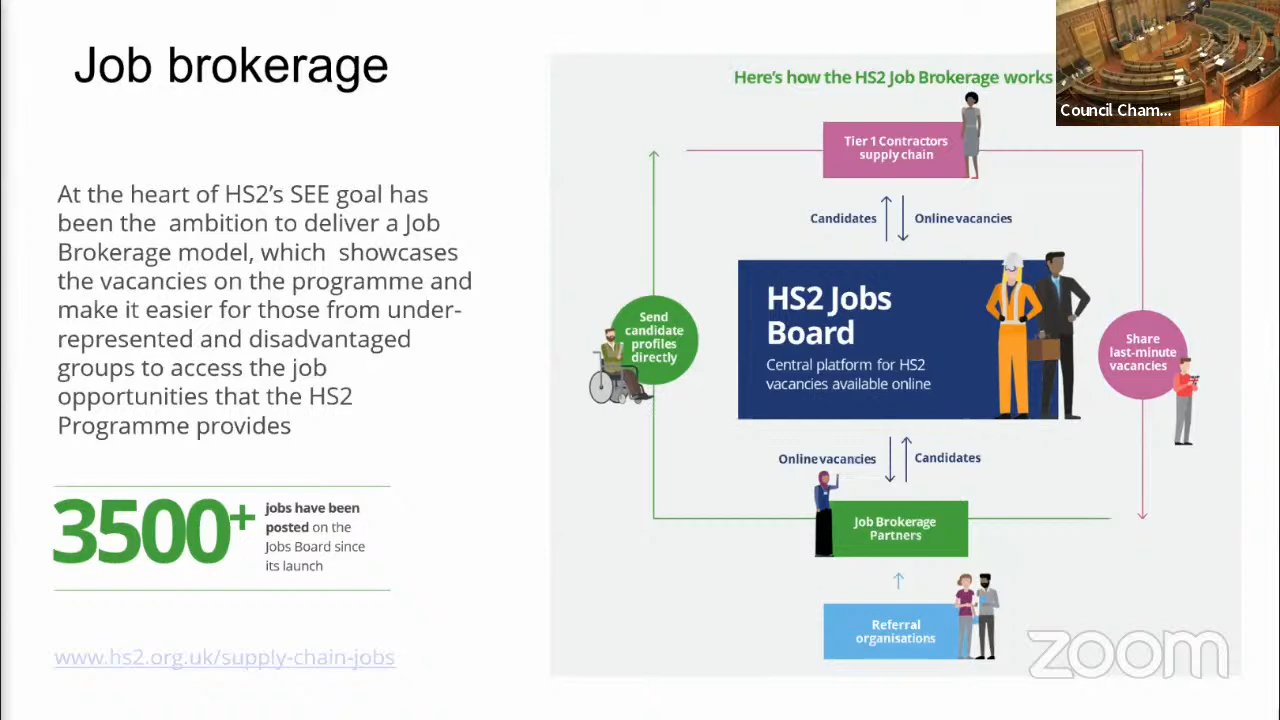 Job brokerage
At the heart of HS2's SEE goal has
been the ambition to deliver a Job
Brokerage model, which showcases
the vacancies on the programme and
make it easier for those from under-
represented and disadvantaged
groups to access the job
opportunities that the HS2
Programme provides
3500+
jobs have been
posted on the
Jobs Board since
its launch
www.hs2.org.uk/supply-chain-jobs
Here's how the HS2 Job Brokerage works
Council Cham...
Tier 1 Contractors
supply chain
Candidates
Online vacancies
HS2 Jobs
Board
Central platform for HS2
vacancies available online
Send
candidate
profiles
directly
Share
last-minute
vacancies
Online vacancies
Candidates
Job Brokerage
Partners
Referral
organisations
zoom